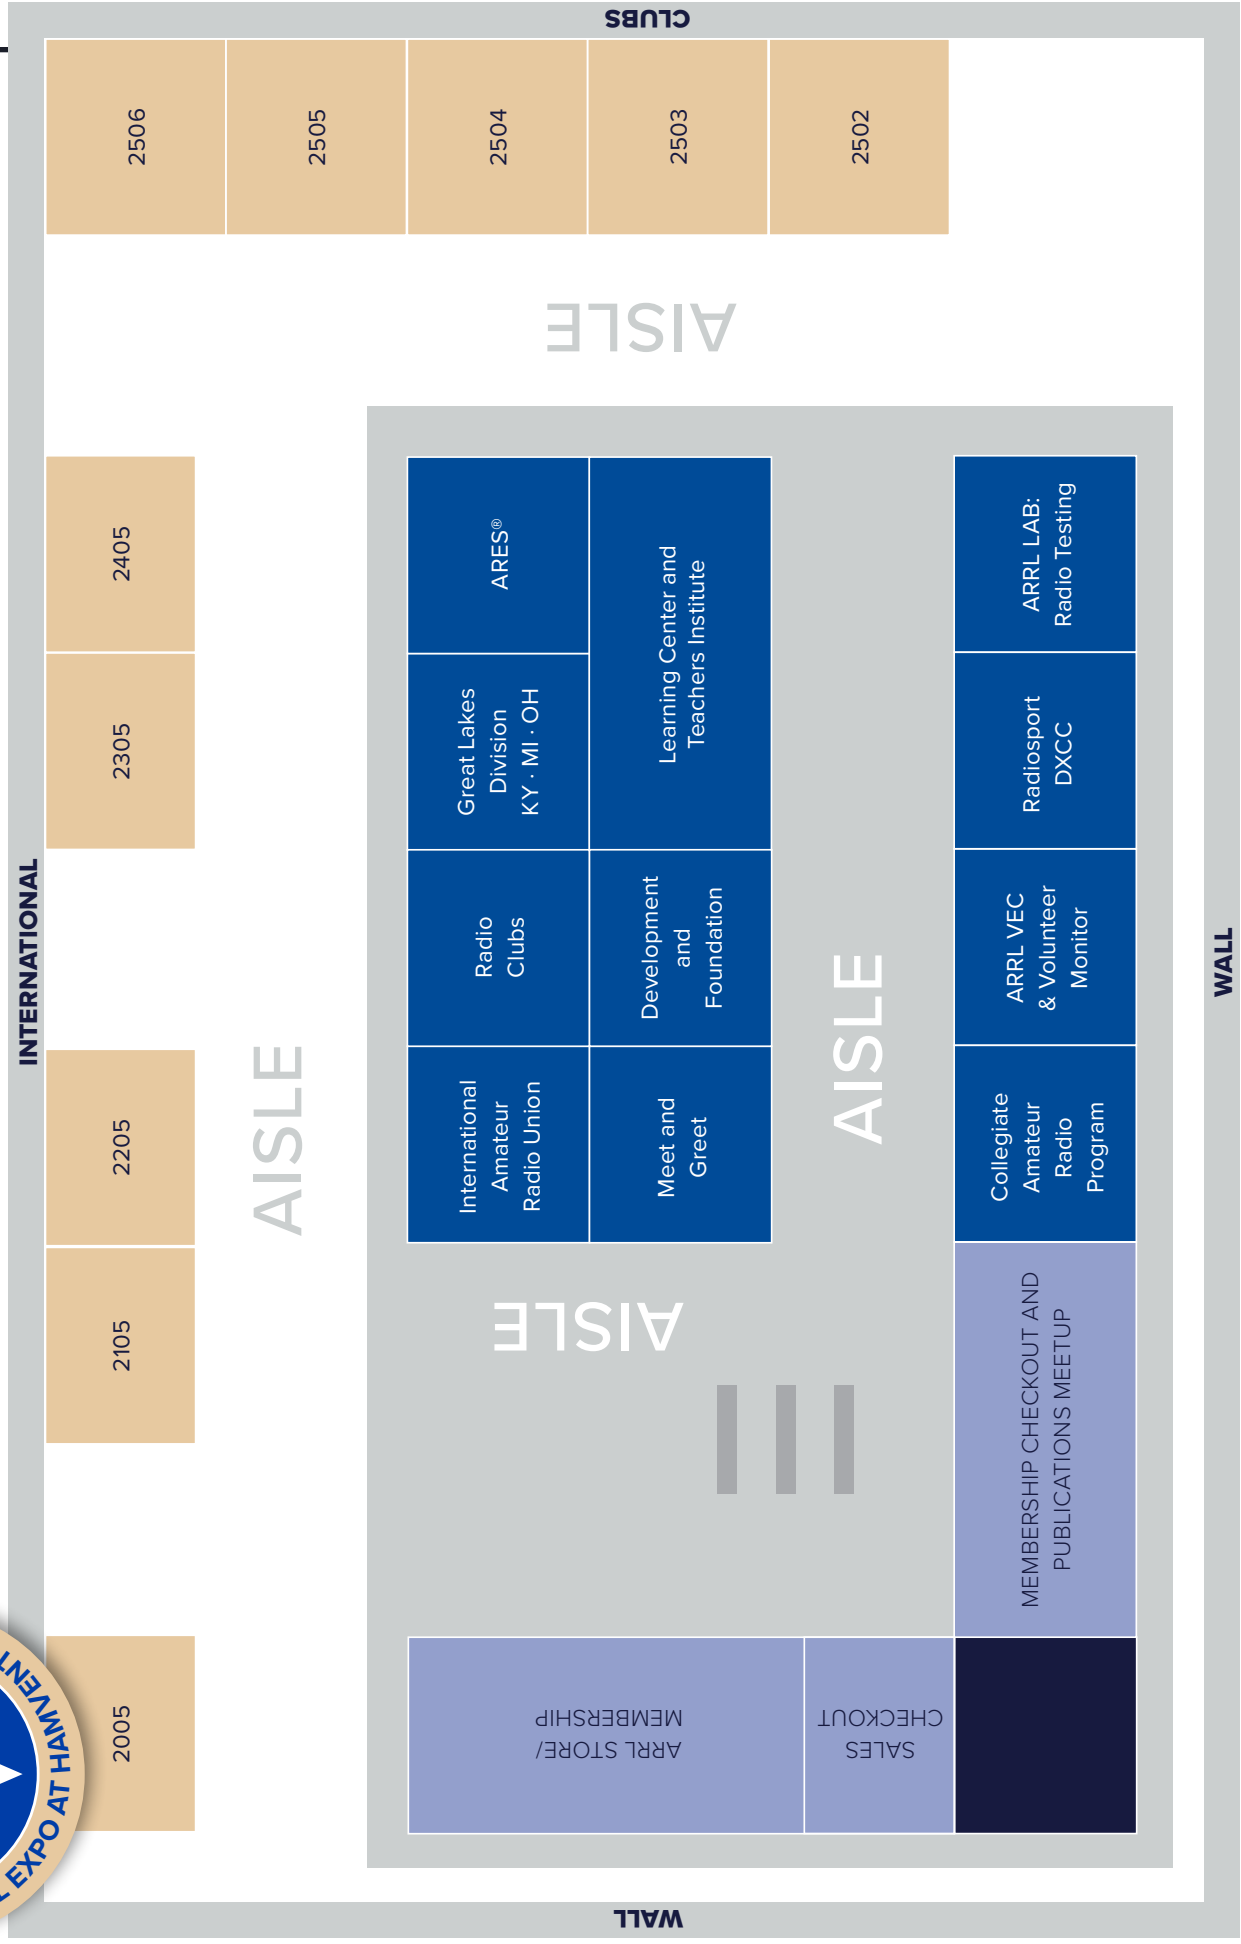 CLUBS
2506
2505
2504
2503
2502
AISLE
INTERNATIONAL
2405
2305
2205
2105
2005
AISLE
ARES®
Great Lakes
Division
KY · MI · OH
Radio
Clubs
International
Amateur
Radio Union
Learning Center and
Teachers Institute
Development
and
Foundation
Meet and
Greet
AISLE
AISLE
ARRL LAB:
Radio Testing
Radiosport
DXCC
ARRL VEC
& Volunteer
Monitor
Collegiate
Amateur
Radio
Program
MEMBERSHIP CHECKOUT AND
PUBLICATIONS MEETUP
ARRL STORE/
MEMBERSHIP
SALES
CHECKOUT
WALL
WALL
EXPO AT HAMVENT